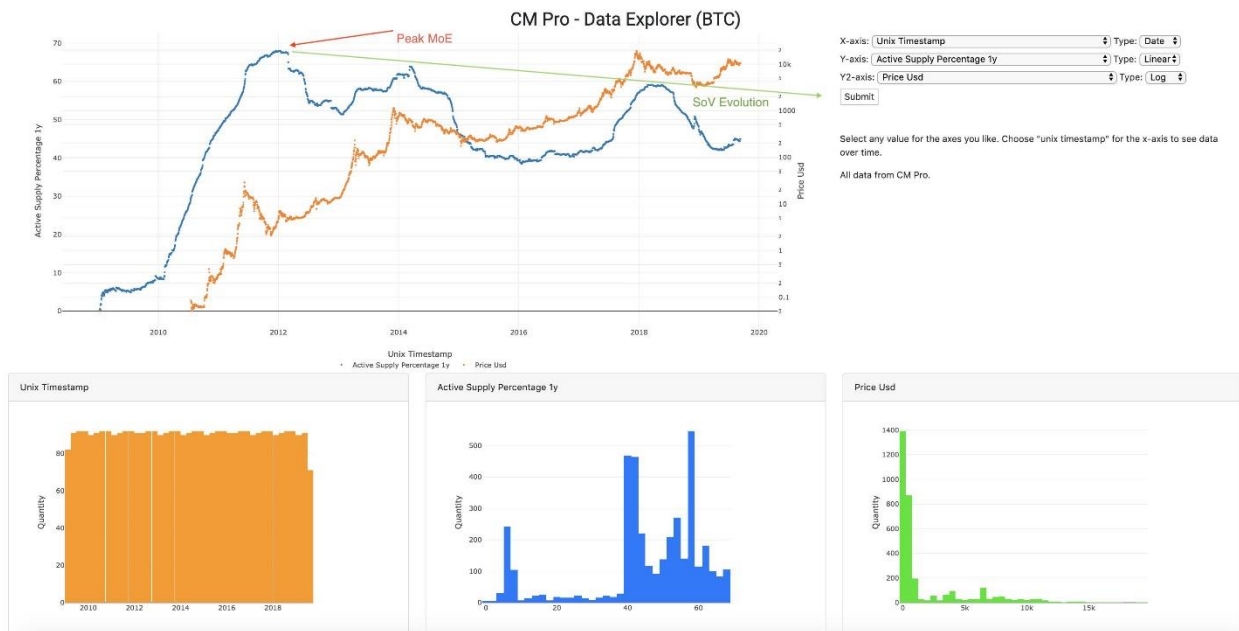 CM Pro - Data Explorer (BTC)
Peak MoE
SoV Evolution
70
60
50
40
30
20
10
0
Active Supply Percentage 1y
2
10k
2
1000
2
100
2
10
2
1
2
0.1
Price Usd
2010
2012
2014
2016
2018
2020
Unix Timestamp
Active Supply Percentage 1y
Price Usd
X-axis: Unix Timestamp Type: Date
Y-axis: Active Supply Percentage 1y Type: Linear
Y2-axis: Price Usd Type: Log
Submit
Select any value for the axes you like. Choose "unix timestamp" for the x-axis to see data
over time.
All data from CM Pro.
Unix Timestamp
80
60
40
20
0
Quantity
2010
2012
2014
2016
2018
Active Supply Percentage 1y
500
400
300
200
100
0
Quantity
0
20
40
60
Price Usd
1400
1200
1000
800
600
400
200
0
Quantity
0
5k
10k
15k